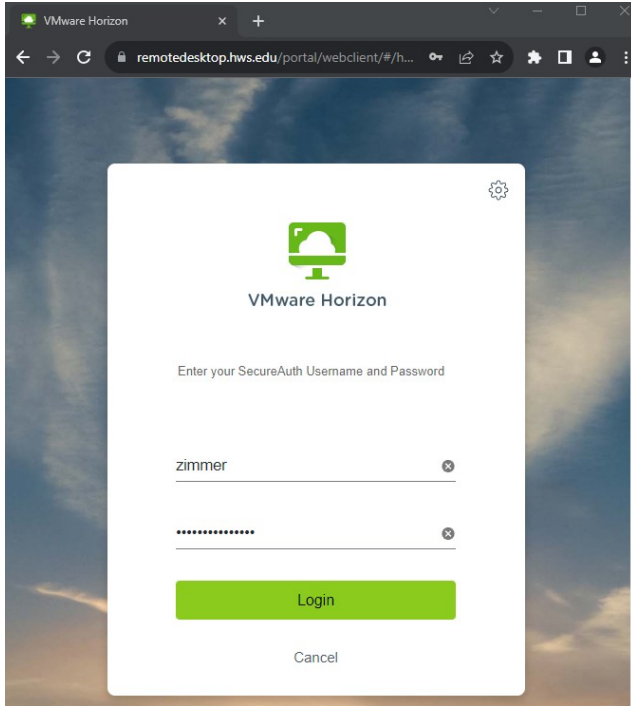 VMware Horizon
remotedesktop.hws.edu/portal/webclient/#/h...
VMware Horizon
Enter your SecureAuth Username and Password
zimmer
•••••••••••••••
Login
Cancel